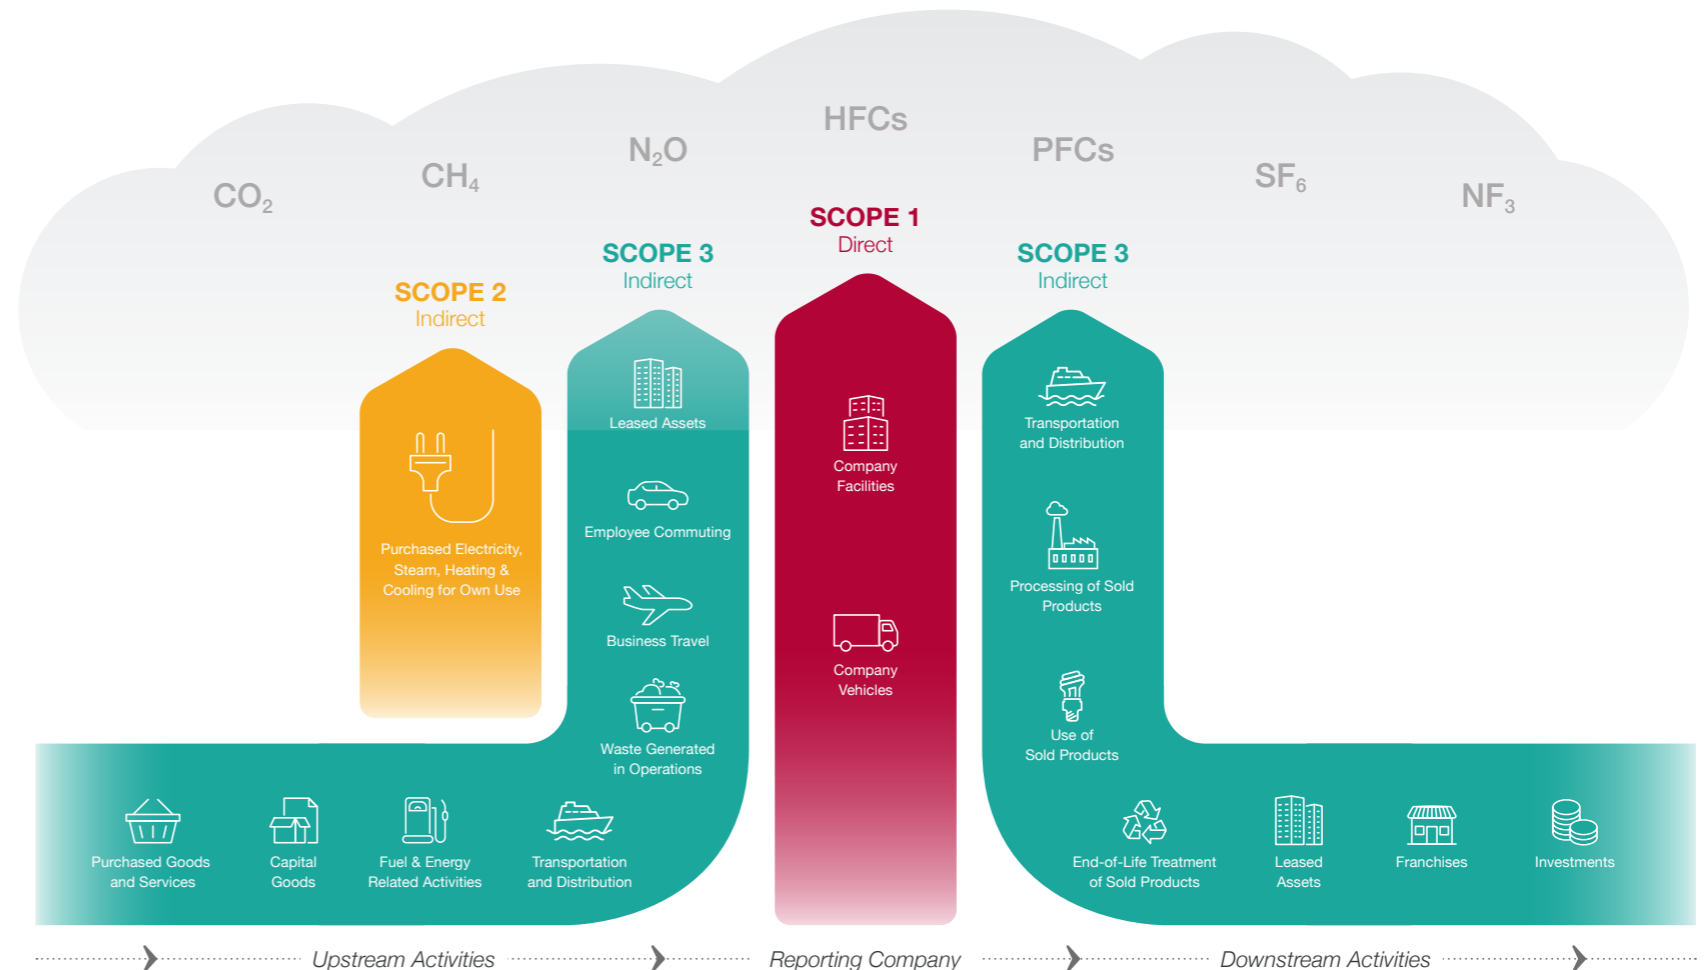 CO₂
CH₄
N₂O
HFCs
PFCs
SF₆
NF₃
SCOPE 2
Indirect
Purchased Electricity,
Steam, Heating &
Cooling for Own Use
SCOPE 3
Indirect
Leased Assets
Employee Commuting
Business Travel
Waste Generated
in Operations
Purchased Goods
and Services
Capital
Goods
Fuel & Energy
Related Activities
Transportation
and Distribution
SCOPE 1
Direct
Company
Facilities
Company
Vehicles
SCOPE 3
Indirect
Transportation
and Distribution
Processing of Sold
Products
Use of
Sold Products
End-of-Life Treatment
of Sold Products
Leased
Assets
Franchises
Investments
Upstream Activities
Reporting Company
Downstream Activities